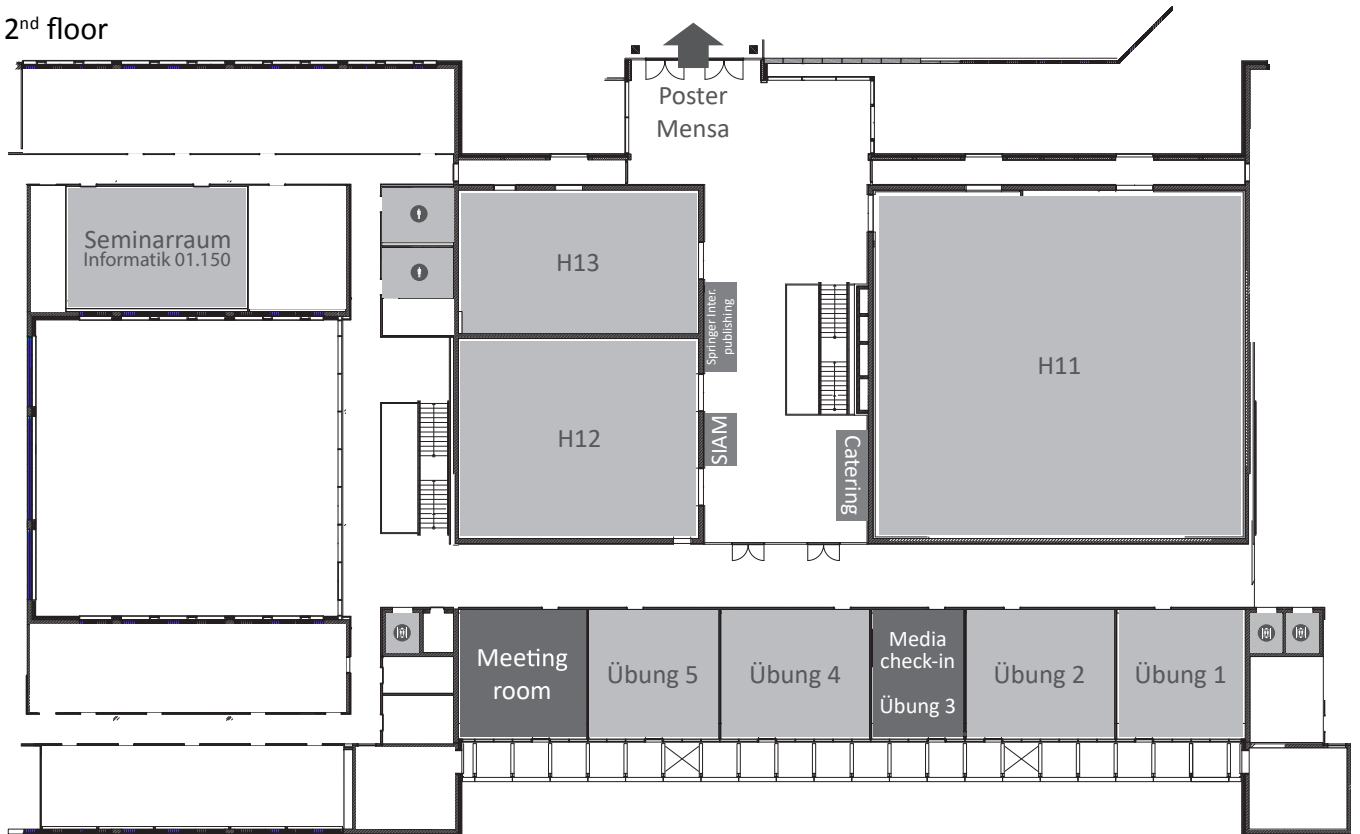 2nd floor
Poster
Mensa
Seminarraum
Informatik 01.150
H13
Springer Inter.
publishing
H11
H12
SIAM
Catering
Meeting
room
Übung 5
Übung 4
Media
check-in
Übung 3
Übung 2
Übung 1